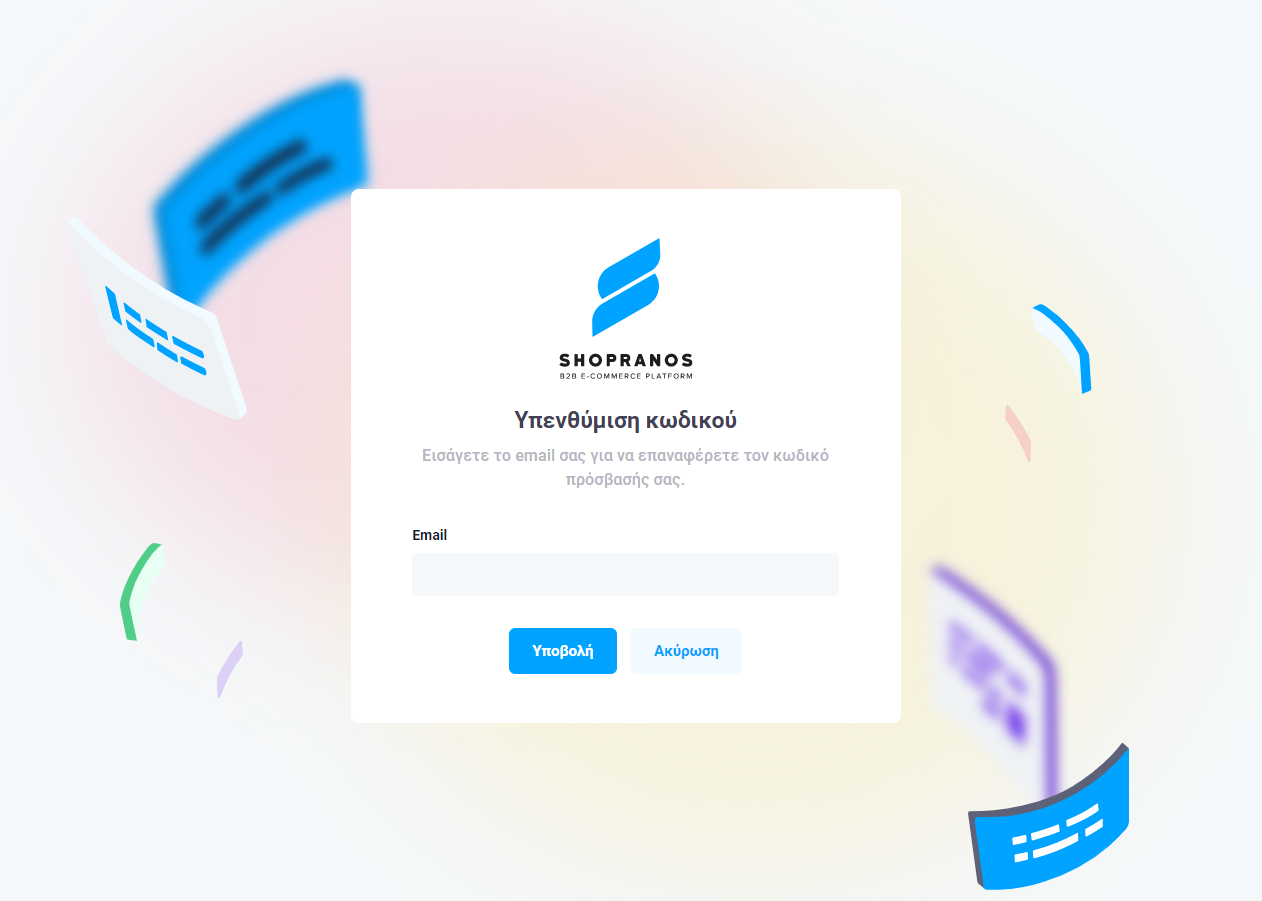 SHOPRANOS
B2B E-COMMERCE PLATFORM
Υπενθύμιση κωδικού
Εισάγετε το email σας για να επαναφέρετε τον κωδικό
πρόσβασής σας.
Email
Υποβολή
Ακύρωση